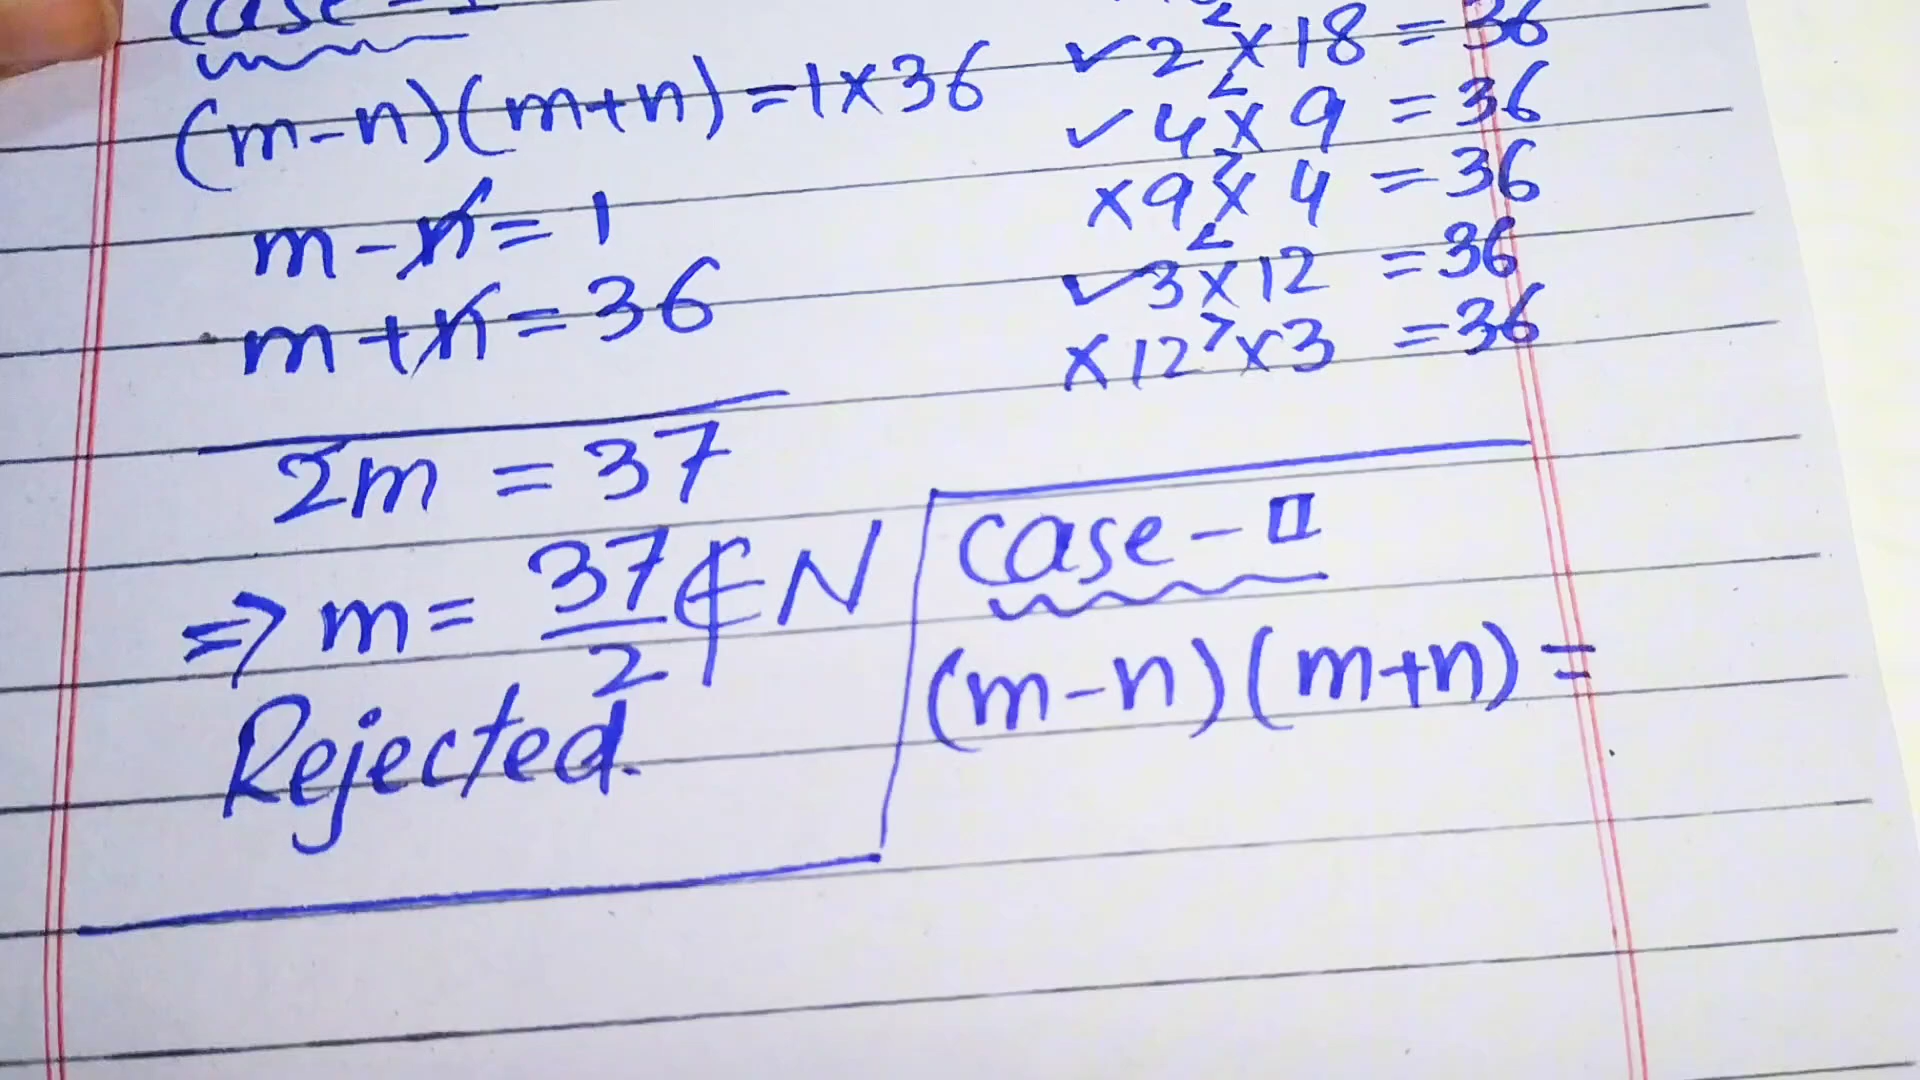 Case - I
(m-n)(m+n)=1×36
m-n=1
m+n=36
2m = 37
⇒ m= 37/2 ∉ N
Rejected.
✓ 2 < × 18 = 36
✓ 4 < × 9 = 36
× 9 > × 4 = 36
✓ 3 < × 12 = 36
× 12 > × 3 = 36
Case - II
(m-n)(m+n) =